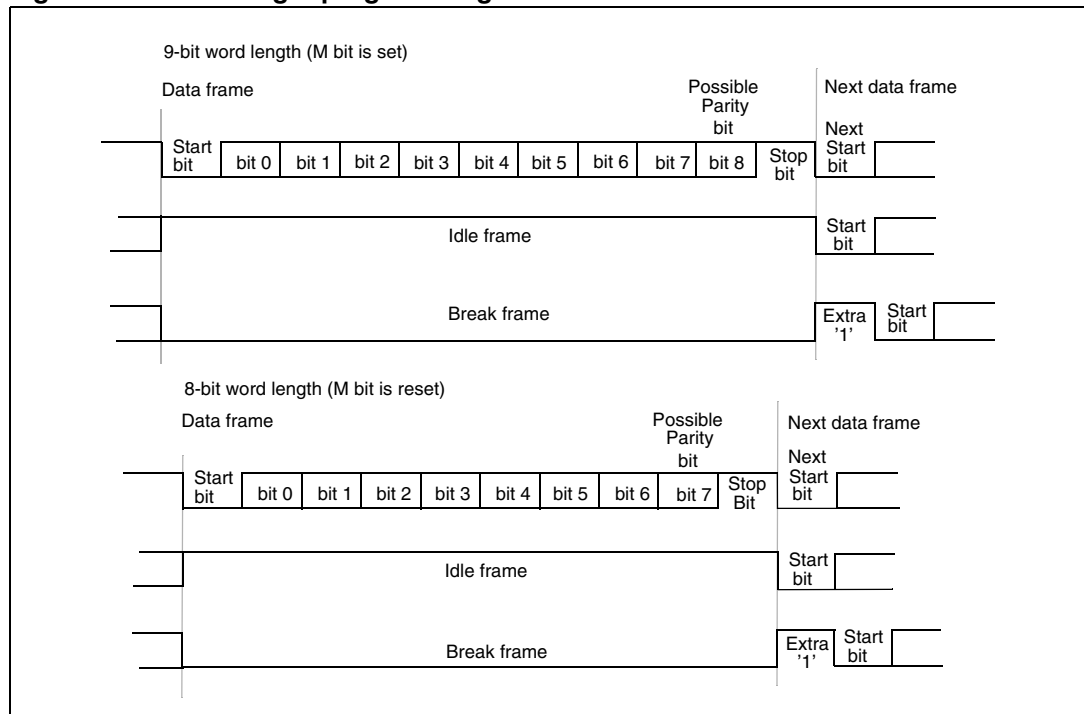 9-bit word length (M bit is set)
Data frame
Possible
Parity
bit
Next data frame
Start
bit
bit 0 bit 1 bit 2 bit 3 bit 4 bit 5 bit 6 bit 7 bit 8
Stop
bit
Next
Start
bit
Idle frame
Start
bit
Break frame
Extra
'1'
Start
bit
8-bit word length (M bit is reset)
Data frame
Possible
Parity
bit
Next data frame
Start
bit
bit 0 bit 1 bit 2 bit 3 bit 4 bit 5 bit 6 bit 7
Stop
Bit
Next
Start
bit
Idle frame
Start
bit
Break frame
Extra
'1'
Start
bit